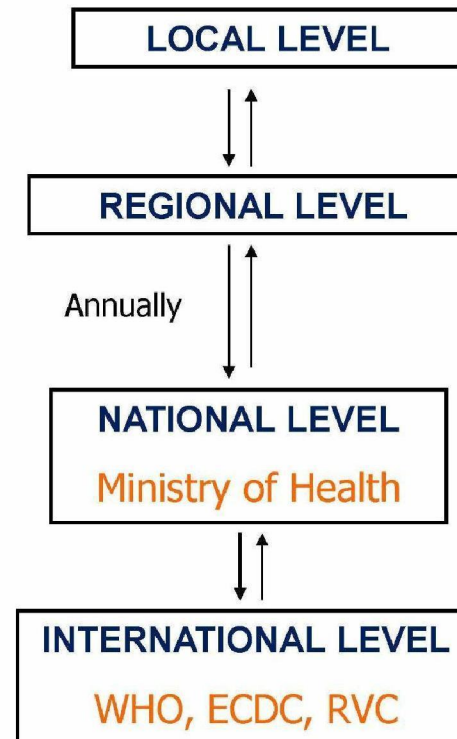 LOCAL LEVEL
REGIONAL LEVEL
Annually
NATIONAL LEVEL
Ministry of Health
INTERNATIONAL LEVEL
WHO, ECDC, RVC